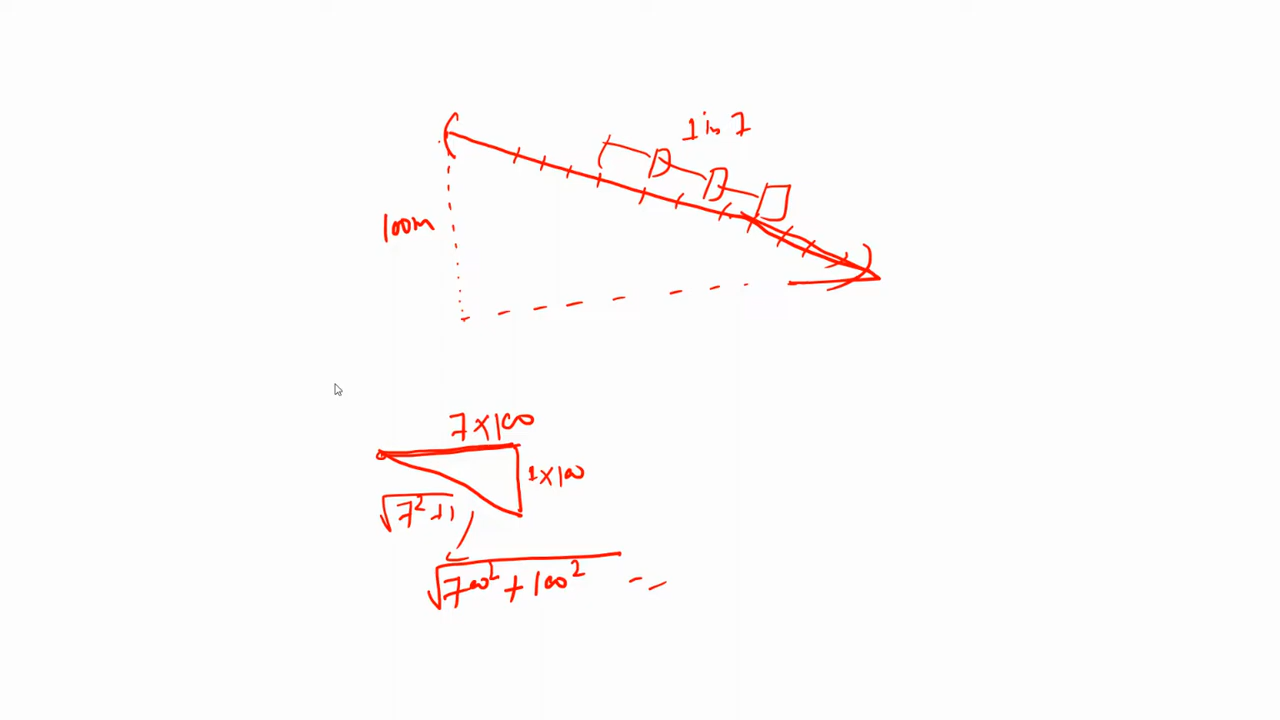 1 in 7
100m
7×100
1×100
√7²+1
√700²+100² =